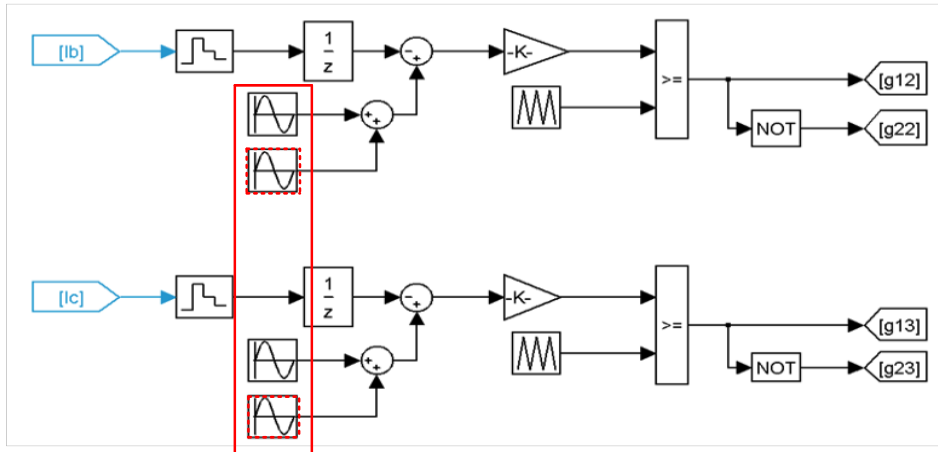 [Ib]
1
z
-
+
-K-
>=
[g12]
+
+
NOT
[g22]
[Ic]
1
z
-
+
-K-
>=
[g13]
+
+
NOT
[g23]